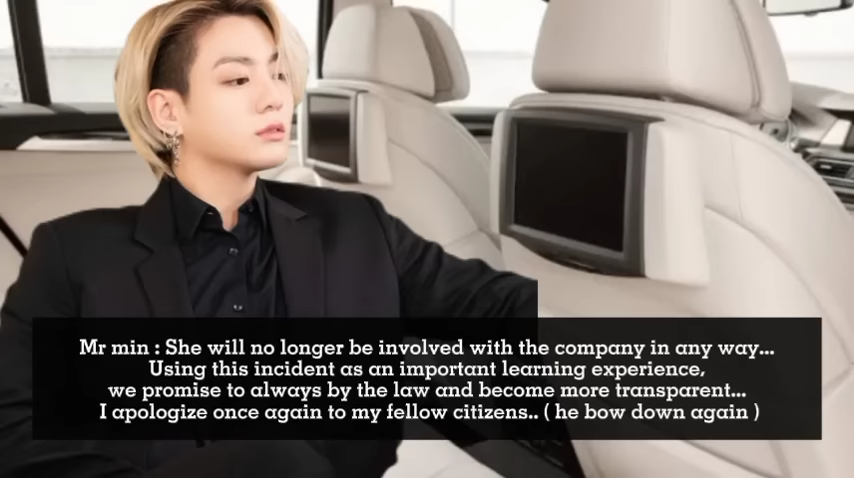 Mr min : She will no longer be involved with the company in any way...
Using this incident as an important learning experience,
we promise to always by the law and become more transparent...
I apologize once again to my fellow citizens.. ( he bow down again )